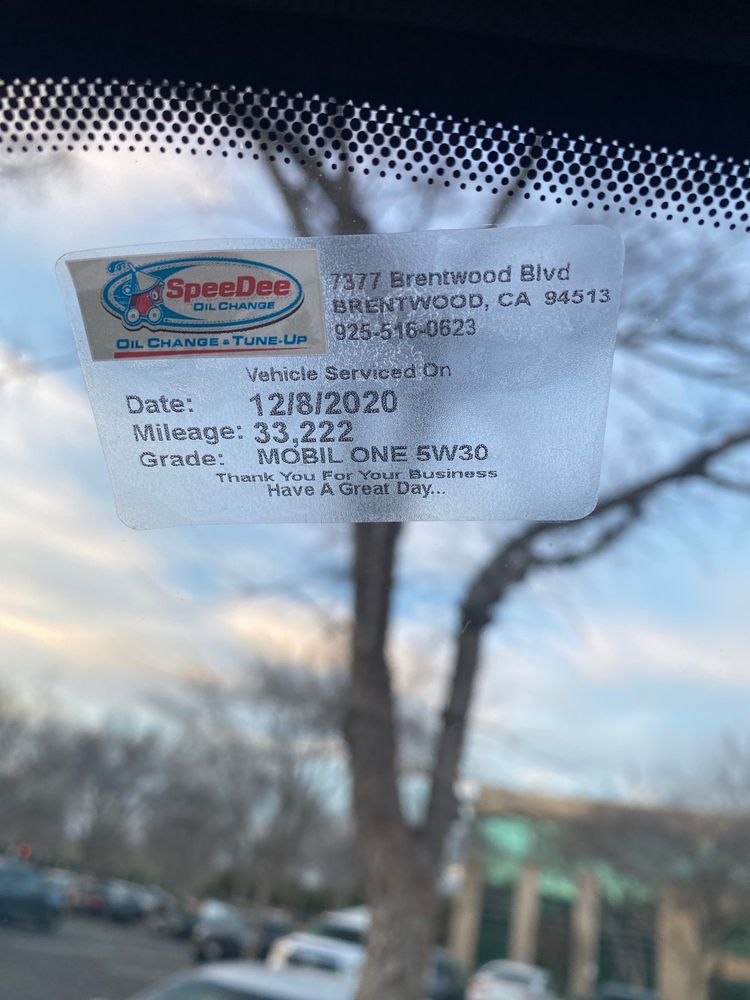 SpeeDee
OIL CHANGE
OIL CHANGE & TUNE-UP
7377 Brentwood Blvd
BRENTWOOD, CA 94513
925-516-0623
Vehicle Serviced On
Date: 12/8/2020
Mileage: 33,222
Grade: MOBIL ONE 5W30
Thank You For Your Business
Have A Great Day...